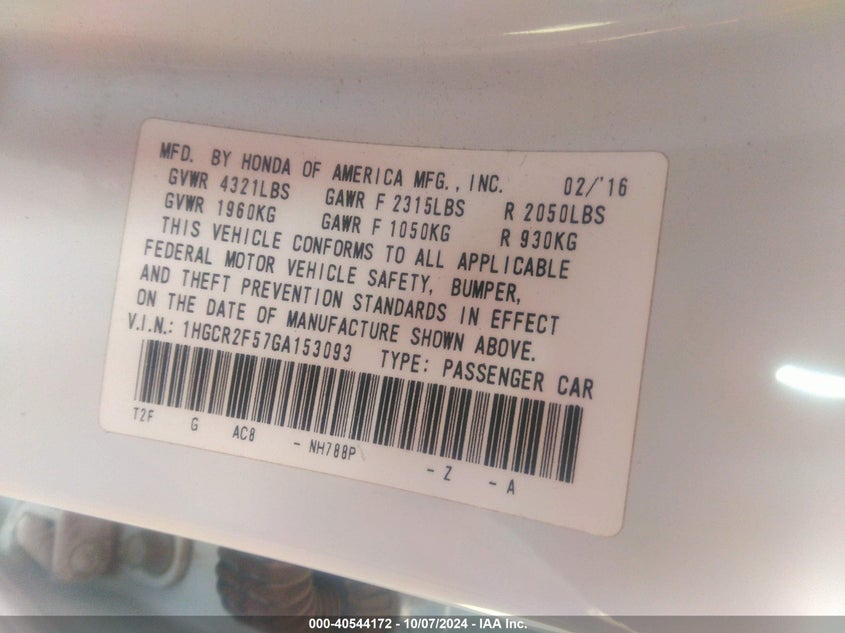 MFD. BY HONDA OF AMERICA MFG., INC. 02/'16
GVWR 4321LBS GAWR F 2315LBS R 2050LBS
GVWR 1960KG GAWR F 1050KG R 930KG
THIS VEHICLE CONFORMS TO ALL APPLICABLE
FEDERAL MOTOR VEHICLE SAFETY, BUMPER,
AND THEFT PREVENTION STANDARDS IN EFFECT
ON THE DATE OF MANUFACTURE SHOWN ABOVE.
V.I.N.: 1HGCR2F57GA153093 TYPE: PASSENGER CAR
T2F G AC8 - NH788P - Z - A
000-40544172 - 10/07/2024 - IAA Inc.